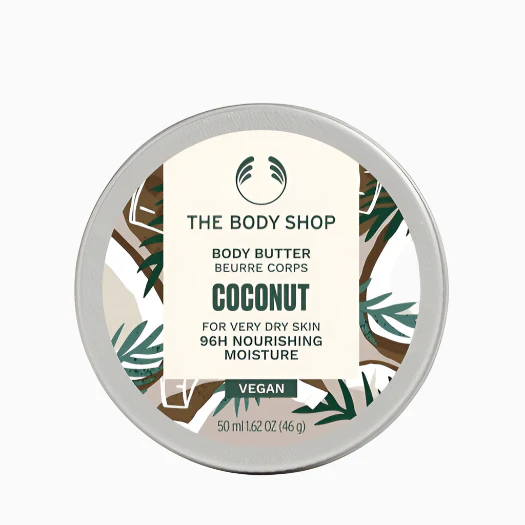 THE BODY SHOP
BODY BUTTER
BEURRE CORPS
COCONUT
FOR VERY DRY SKIN
96H NOURISHING
MOISTURE
VEGAN
50 ml 1.62 OZ (46 g)